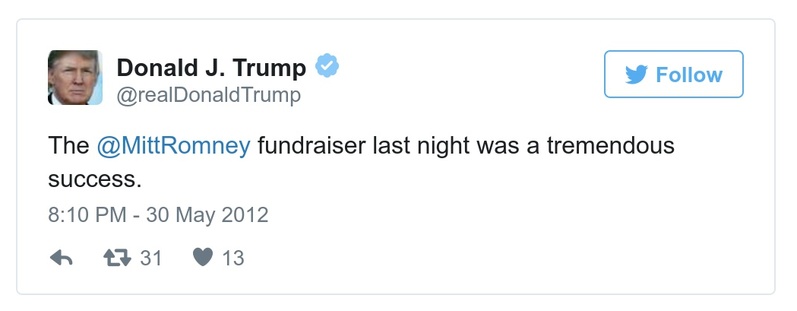 Donald J. Trump
@realDonaldTrump
Follow
The @MittRomney fundraiser last night was a tremendous
success.
8:10 PM - 30 May 2012
31 13